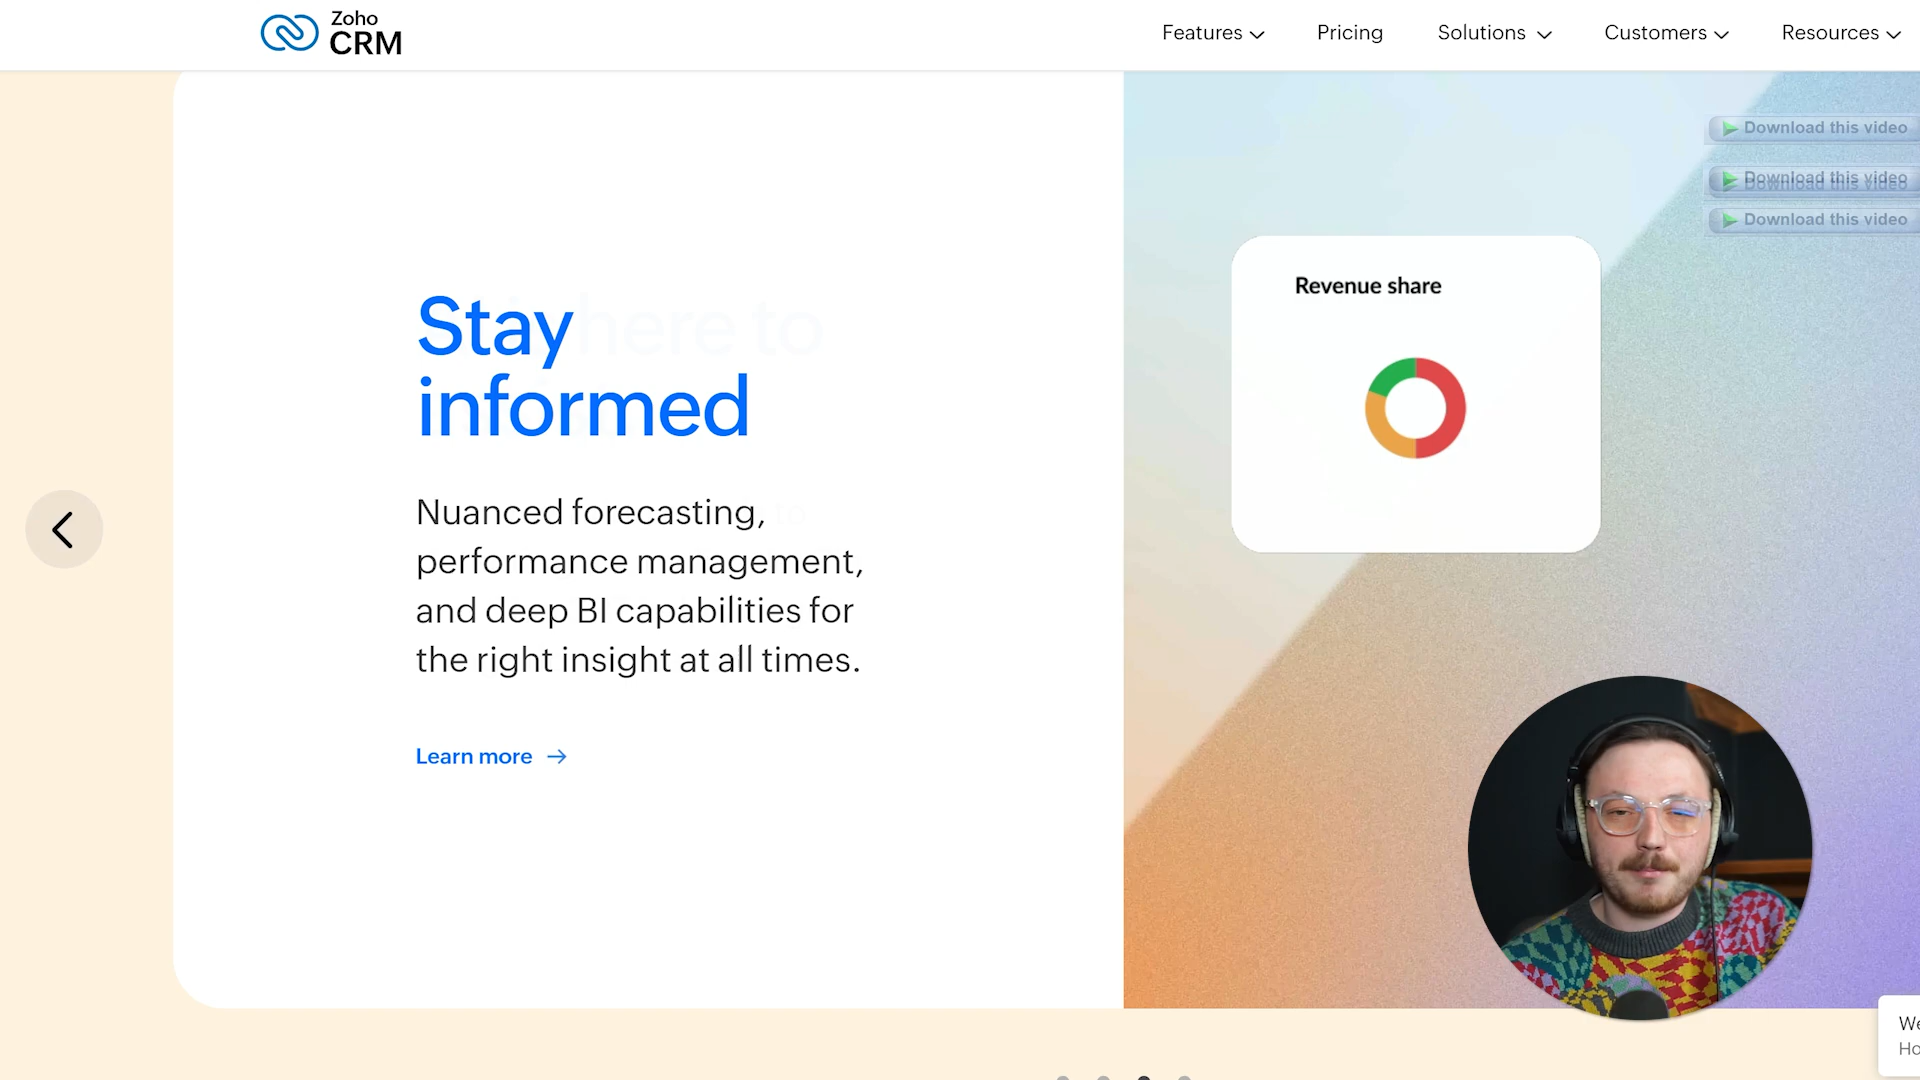 Zoho
CRM
Features
Pricing
Solutions
Customers
Resources
Download this video
Download this video
Download this video
Stay
informed
Nuanced forecasting,
performance management,
and deep BI capabilities for
the right insight at all times.
Learn more
Revenue share